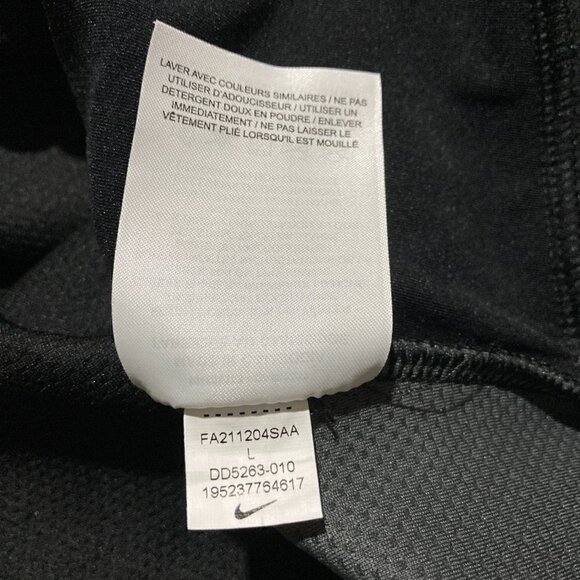 LAVER AVEC COULEURS SIMILAIRES / NE PAS
UTILISER D'ADOUCISSEUR / UTILISER UN
DÉTERGENT DOUX EN POUDRE / ENLEVER
IMMÉDIATEMENT / NE PAS LAISSER LE
VÊTEMENT PLIÉ LORSQU'IL EST MOUILLÉ
FA211204SAA
L
DD5263-010
195237764617